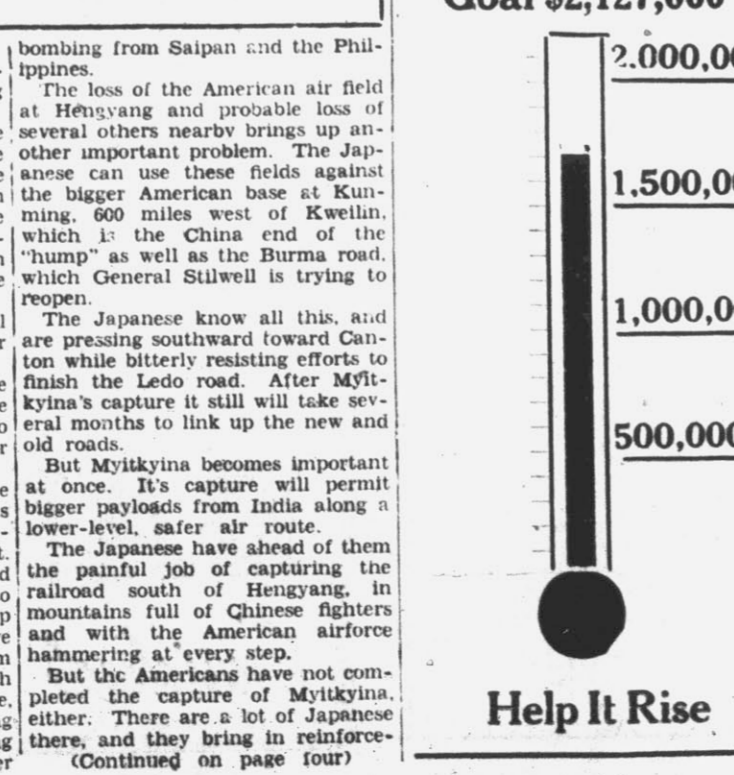 bombing from Saipan and the Phil-
ippines.
The loss of the American air field
at Hengyang and probable loss of
several others nearby brings up an-
other important problem. The Jap-
anese can use these fields against
the bigger American base at Kun-
ming, 600 miles west of Kweilin,
which is the China end of the
"hump" as well as the Burma road,
which General Stilwell is trying to
reopen.
The Japanese know all this, and
are pressing southward toward Can-
ton while bitterly resisting efforts to
finish the Ledo road. After Myit-
kyina's capture it still will take sev-
eral months to link up the new and
old roads.
But Myitkyina becomes important
at once. It's capture will permit
bigger payloads from India along a
lower-level, safer air route.
The Japanese have ahead of them
the painful job of capturing the
railroad south of Hengyang, in
mountains full of Chinese fighters
and with the American airforce
hammering at every step.
But the Americans have not com-
pleted the capture of Myitkyina,
either. There are a lot of Japanese
there, and they bring in reinforce-
(Continued on page four)
Goal $2,127,000
2,000,00
1,500,00
1,000,0
500,000
Help It Rise